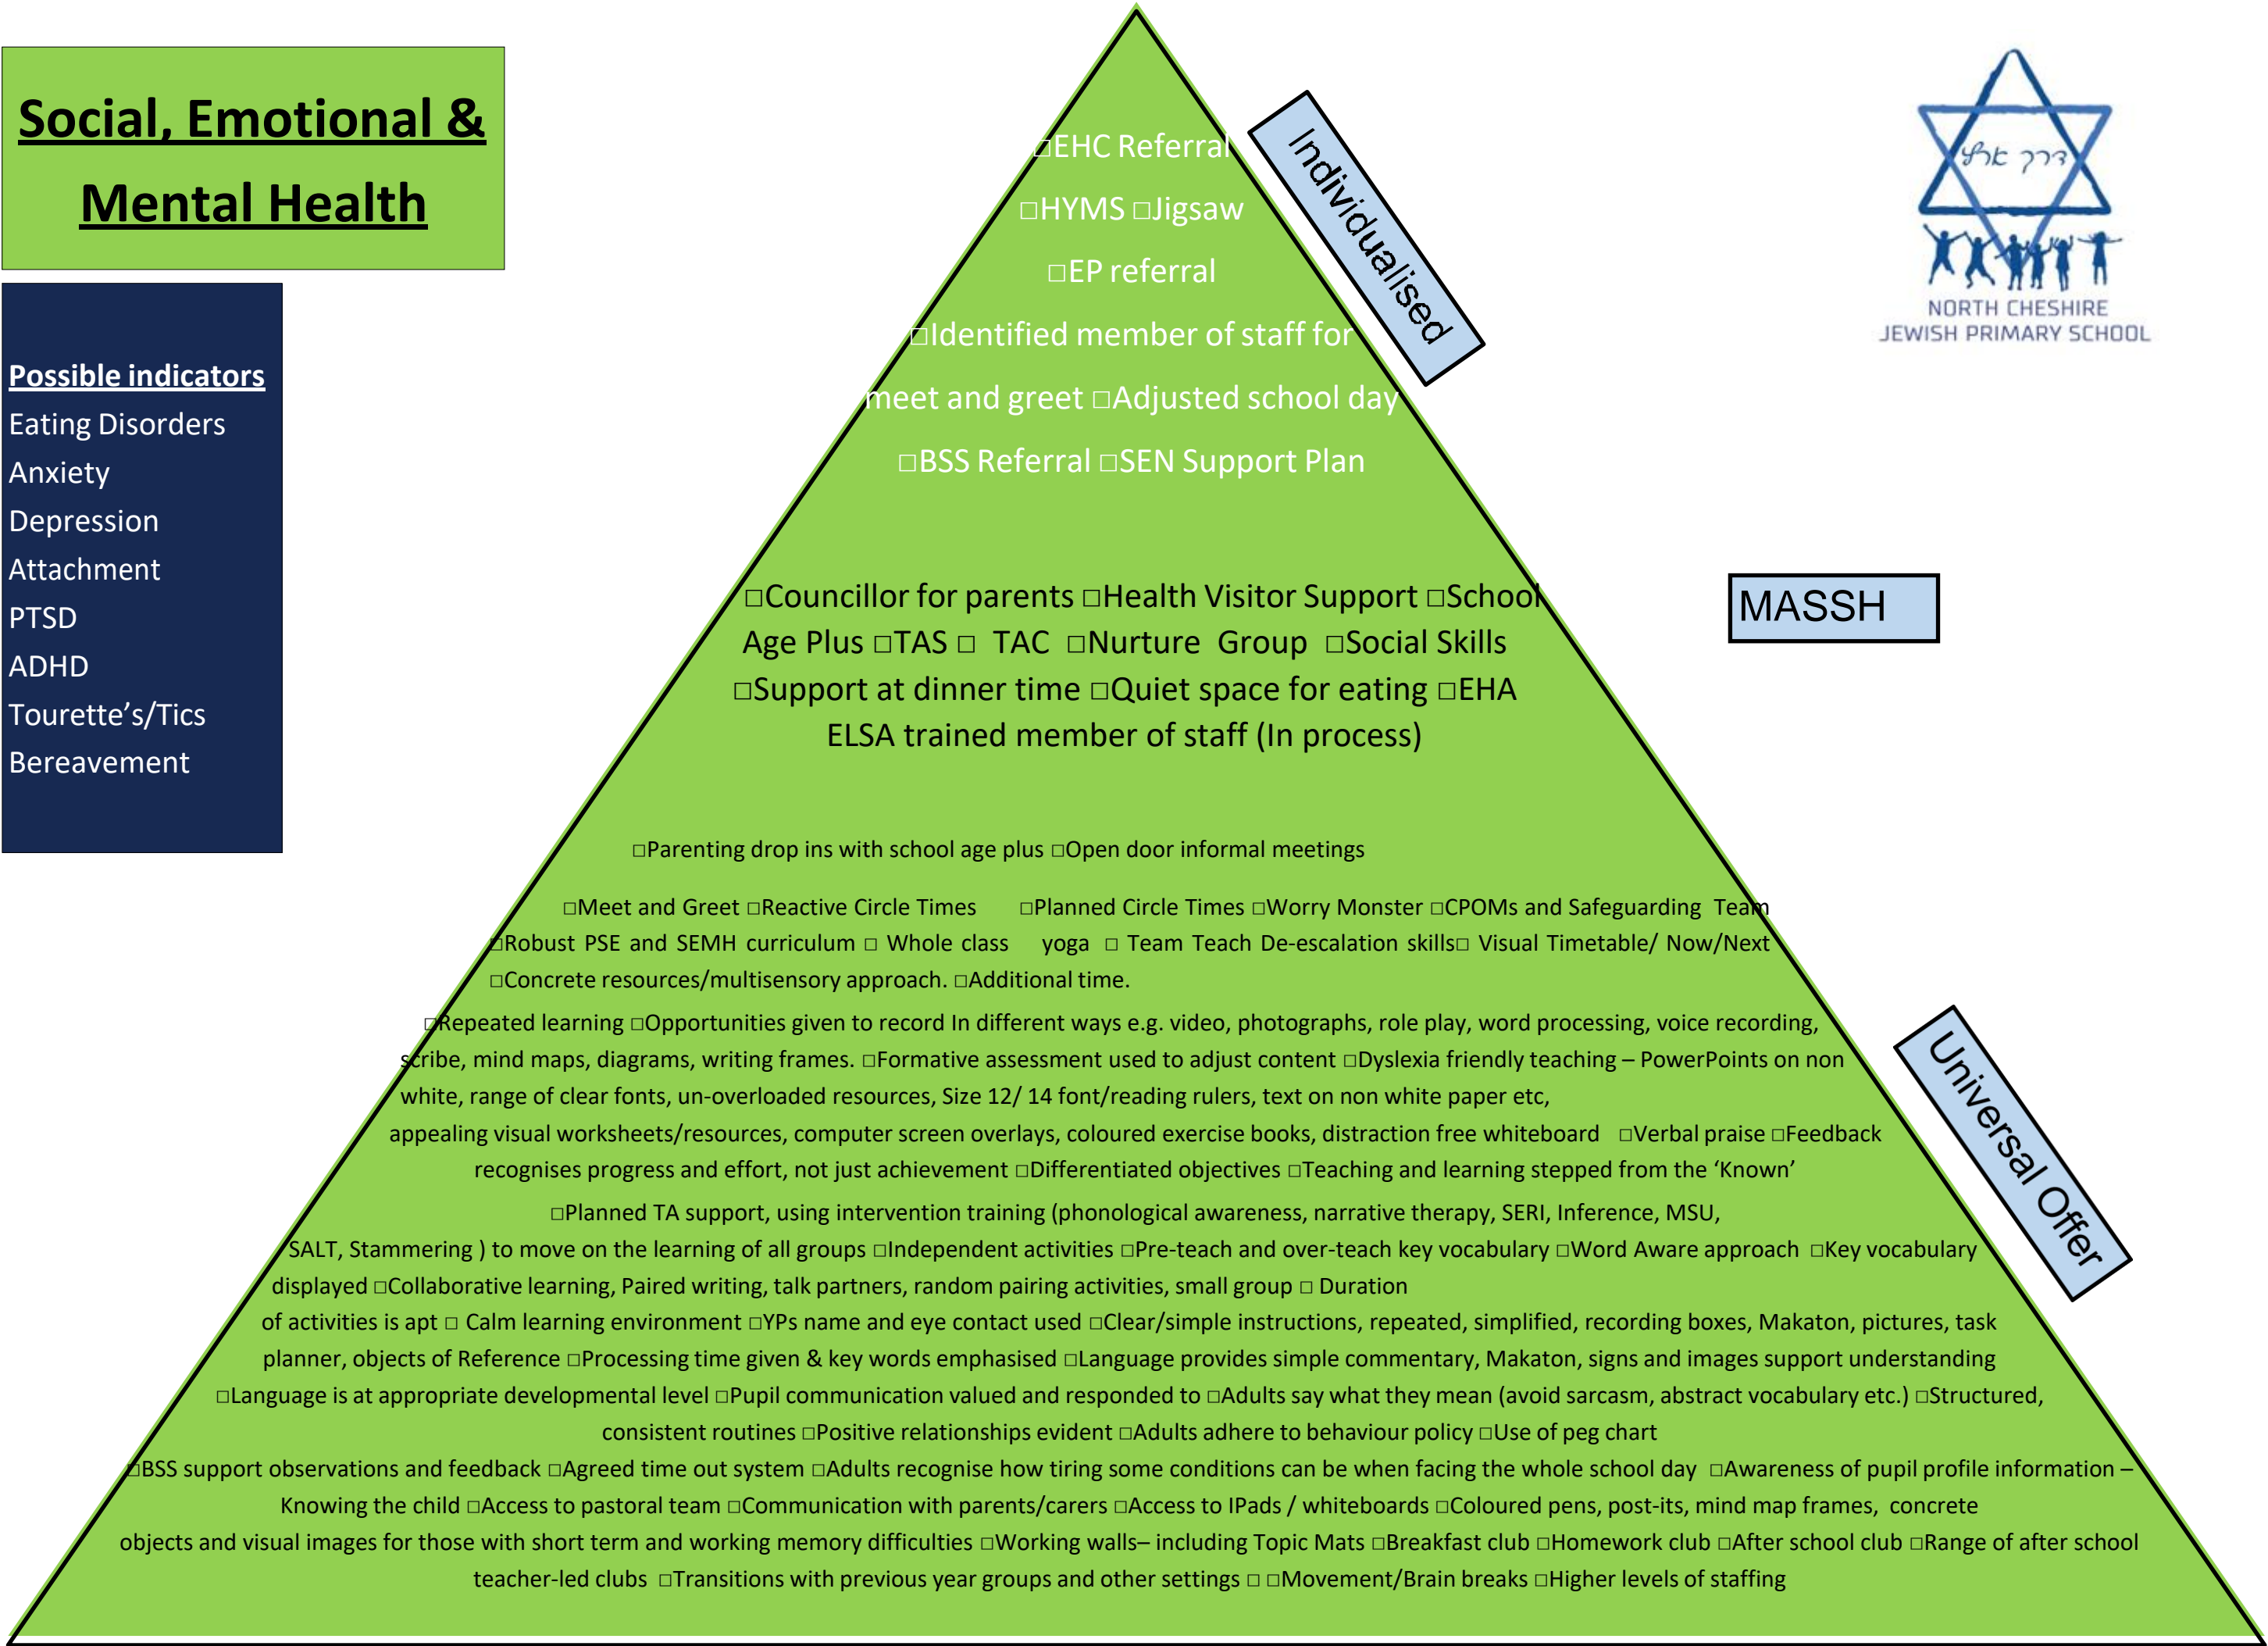 Social, Emotional &
Mental Health
Possible indicators
Eating Disorders
Anxiety
Depression
Attachment
PTSD
ADHD
Tourette’s/Tics
Bereavement
□EHC Referral
□HYMS □Jigsaw
□EP referral
□Identified member of staff for
meet and greet □Adjusted school day
□BSS Referral □SEN Support Plan
Individualised
דרך ארץ
NORTH CHESHIRE
JEWISH PRIMARY SCHOOL
□Councillor for parents □Health Visitor Support □School
Age Plus □TAS □ TAC □Nurture Group □Social Skills
□Support at dinner time □Quiet space for eating □EHA
ELSA trained member of staff (In process)
MASSH
□Parenting drop ins with school age plus □Open door informal meetings
□Meet and Greet □Reactive Circle Times □Planned Circle Times □Worry Monster □CPOMs and Safeguarding Team
□Robust PSE and SEMH curriculum □ Whole class yoga □ Team Teach De-escalation skills□ Visual Timetable/ Now/Next
□Concrete resources/multisensory approach. □Additional time.
□Repeated learning □Opportunities given to record In different ways e.g. video, photographs, role play, word processing, voice recording,
scribe, mind maps, diagrams, writing frames. □Formative assessment used to adjust content □Dyslexia friendly teaching – PowerPoints on non
white, range of clear fonts, un-overloaded resources, Size 12/ 14 font/reading rulers, text on non white paper etc,
appealing visual worksheets/resources, computer screen overlays, coloured exercise books, distraction free whiteboard □Verbal praise □Feedback
recognises progress and effort, not just achievement □Differentiated objectives □Teaching and learning stepped from the ‘Known’
□Planned TA support, using intervention training (phonological awareness, narrative therapy, SERI, Inference, MSU,
SALT, Stammering ) to move on the learning of all groups □Independent activities □Pre-teach and over-teach key vocabulary □Word Aware approach □Key vocabulary
displayed □Collaborative learning, Paired writing, talk partners, random pairing activities, small group □ Duration
of activities is apt □ Calm learning environment □YPs name and eye contact used □Clear/simple instructions, repeated, simplified, recording boxes, Makaton, pictures, task
planner, objects of Reference □Processing time given & key words emphasised □Language provides simple commentary, Makaton, signs and images support understanding
□Language is at appropriate developmental level □Pupil communication valued and responded to □Adults say what they mean (avoid sarcasm, abstract vocabulary etc.) □Structured,
consistent routines □Positive relationships evident □Adults adhere to behaviour policy □Use of peg chart
□BSS support observations and feedback □Agreed time out system □Adults recognise how tiring some conditions can be when facing the whole school day □Awareness of pupil profile information –
Knowing the child □Access to pastoral team □Communication with parents/carers □Access to IPads / whiteboards □Coloured pens, post-its, mind map frames, concrete
objects and visual images for those with short term and working memory difficulties □Working walls– including Topic Mats □Breakfast club □Homework club □After school club □Range of after school
teacher-led clubs □Transitions with previous year groups and other settings □ □Movement/Brain breaks □Higher levels of staffing
Universal Offer